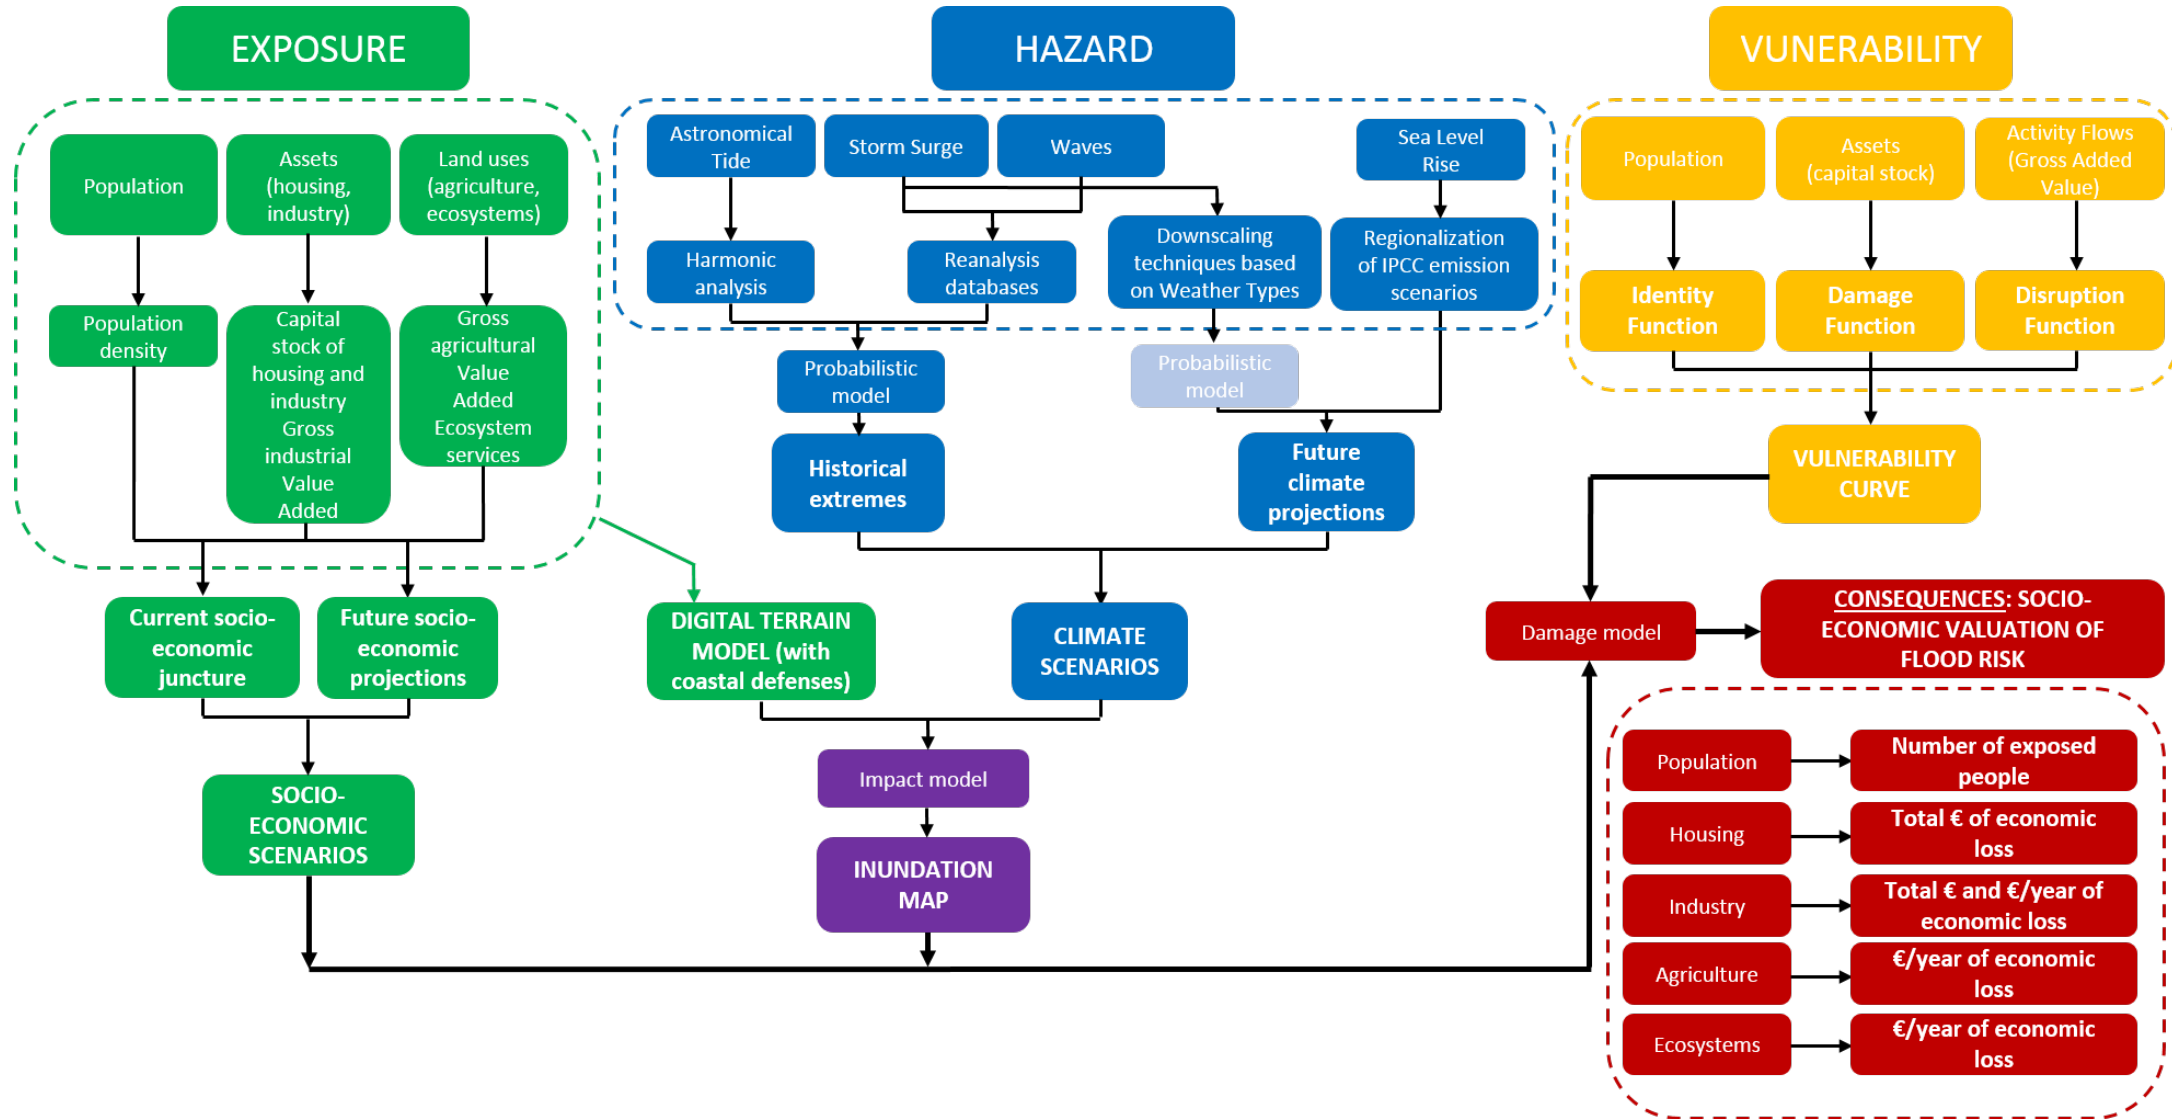 EXPOSURE
HAZARD
VUNERABILITY
Population
Assets
(housing,
industry)
Land uses
(agriculture,
ecosystems)
Population
density
Capital
stock of
housing and
industry
Gross
industrial
Value
Added
Gross
agricultural
Value
Added
Ecosystem
services
Current socio-
economic
juncture
Future socio-
economic
projections
SOCIO-
ECONOMIC
SCENARIOS
Astronomical
Tide
Storm Surge
Waves
Sea Level
Rise
Harmonic
analysis
Reanalysis
databases
Downscaling
techniques based
on Weather Types
Regionalization
of IPCC emission
scenarios
Probabilistic
model
Probabilistic
model
Historical
extremes
Future
climate
projections
DIGITAL TERRAIN
MODEL (with
coastal defenses)
CLIMATE
SCENARIOS
Impact model
INUNDATION
MAP
Population
Assets
(capital stock)
Activity Flows
(Gross Added
Value)
Identity
Function
Damage
Function
Disruption
Function
VULNERABILITY
CURVE
Damage model
CONSEQUENCES: SOCIO-
ECONOMIC VALUATION OF
FLOOD RISK
Population
Number of exposed
people
Housing
Total € of economic
loss
Industry
Total € and €/year of
economic loss
Agriculture
€/year of economic
loss
Ecosystems
€/year of economic
loss